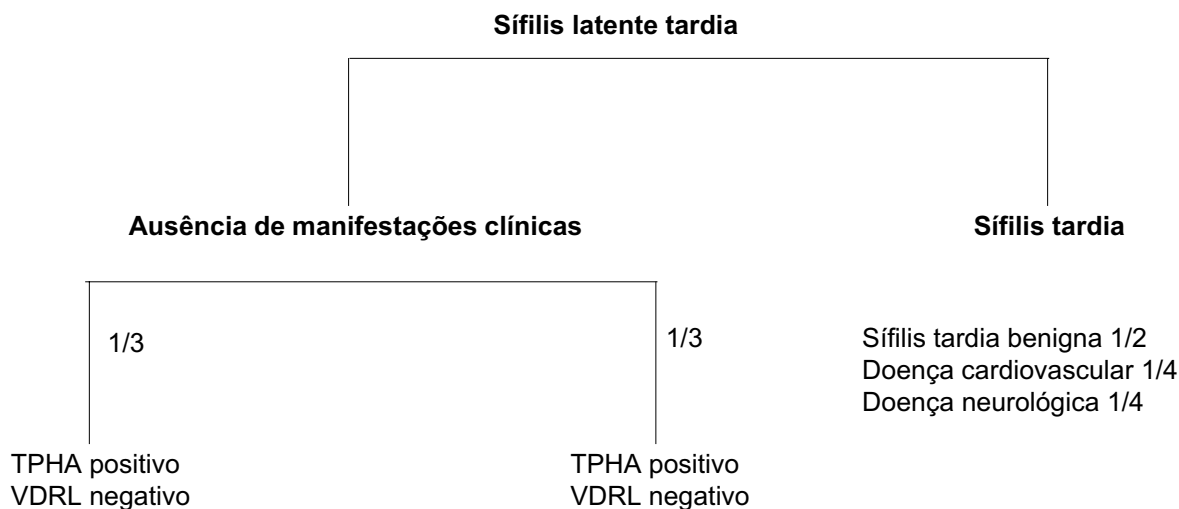 Sífilis latente tardia
Ausência de manifestações clínicas
Sífilis tardia
1/3
1/3
Sífilis tardia benigna 1/2
Doença cardiovascular 1/4
Doença neurológica 1/4
TPHA positivo
VDRL negativo
TPHA positivo
VDRL negativo